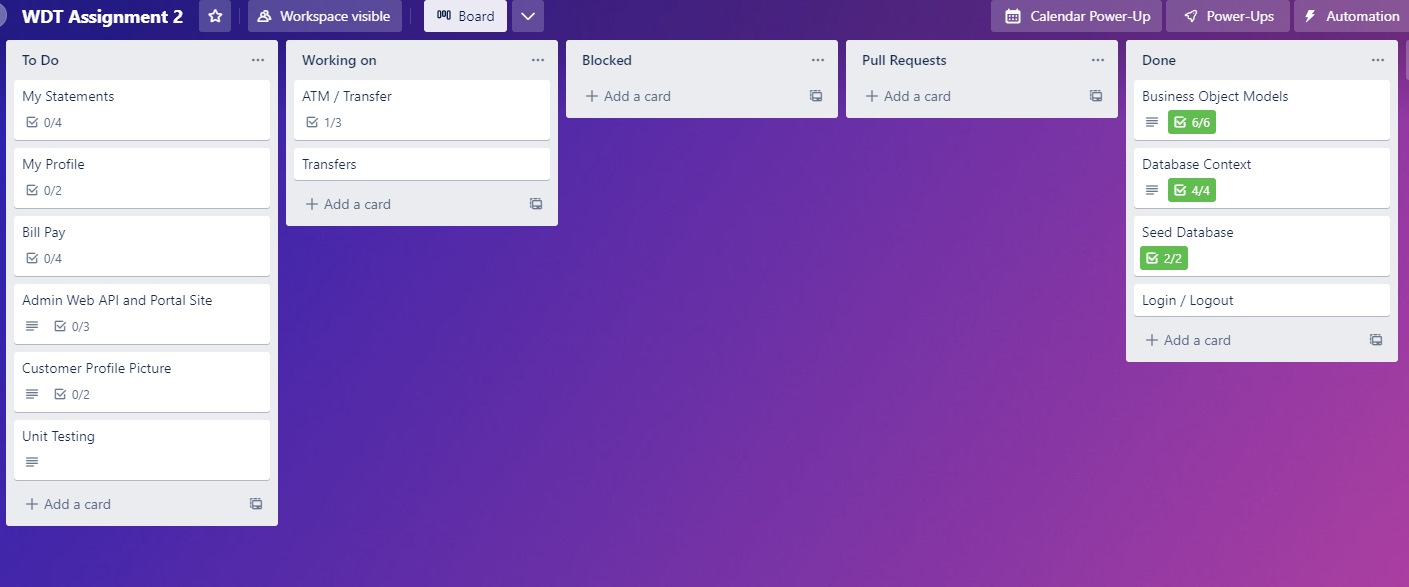 WDT Assignment 2
Workspace visible
Board
Calendar Power-Up
Power-Ups
Automation
To Do
My Statements
0/4
My Profile
0/2
Bill Pay
0/4
Admin Web API and Portal Site
0/3
Customer Profile Picture
0/2
Unit Testing
Add a card
Working on
ATM / Transfer
1/3
Transfers
Add a card
Blocked
Add a card
Pull Requests
Add a card
Done
Business Object Models
6/6
Database Context
4/4
Seed Database
2/2
Login / Logout
Add a card